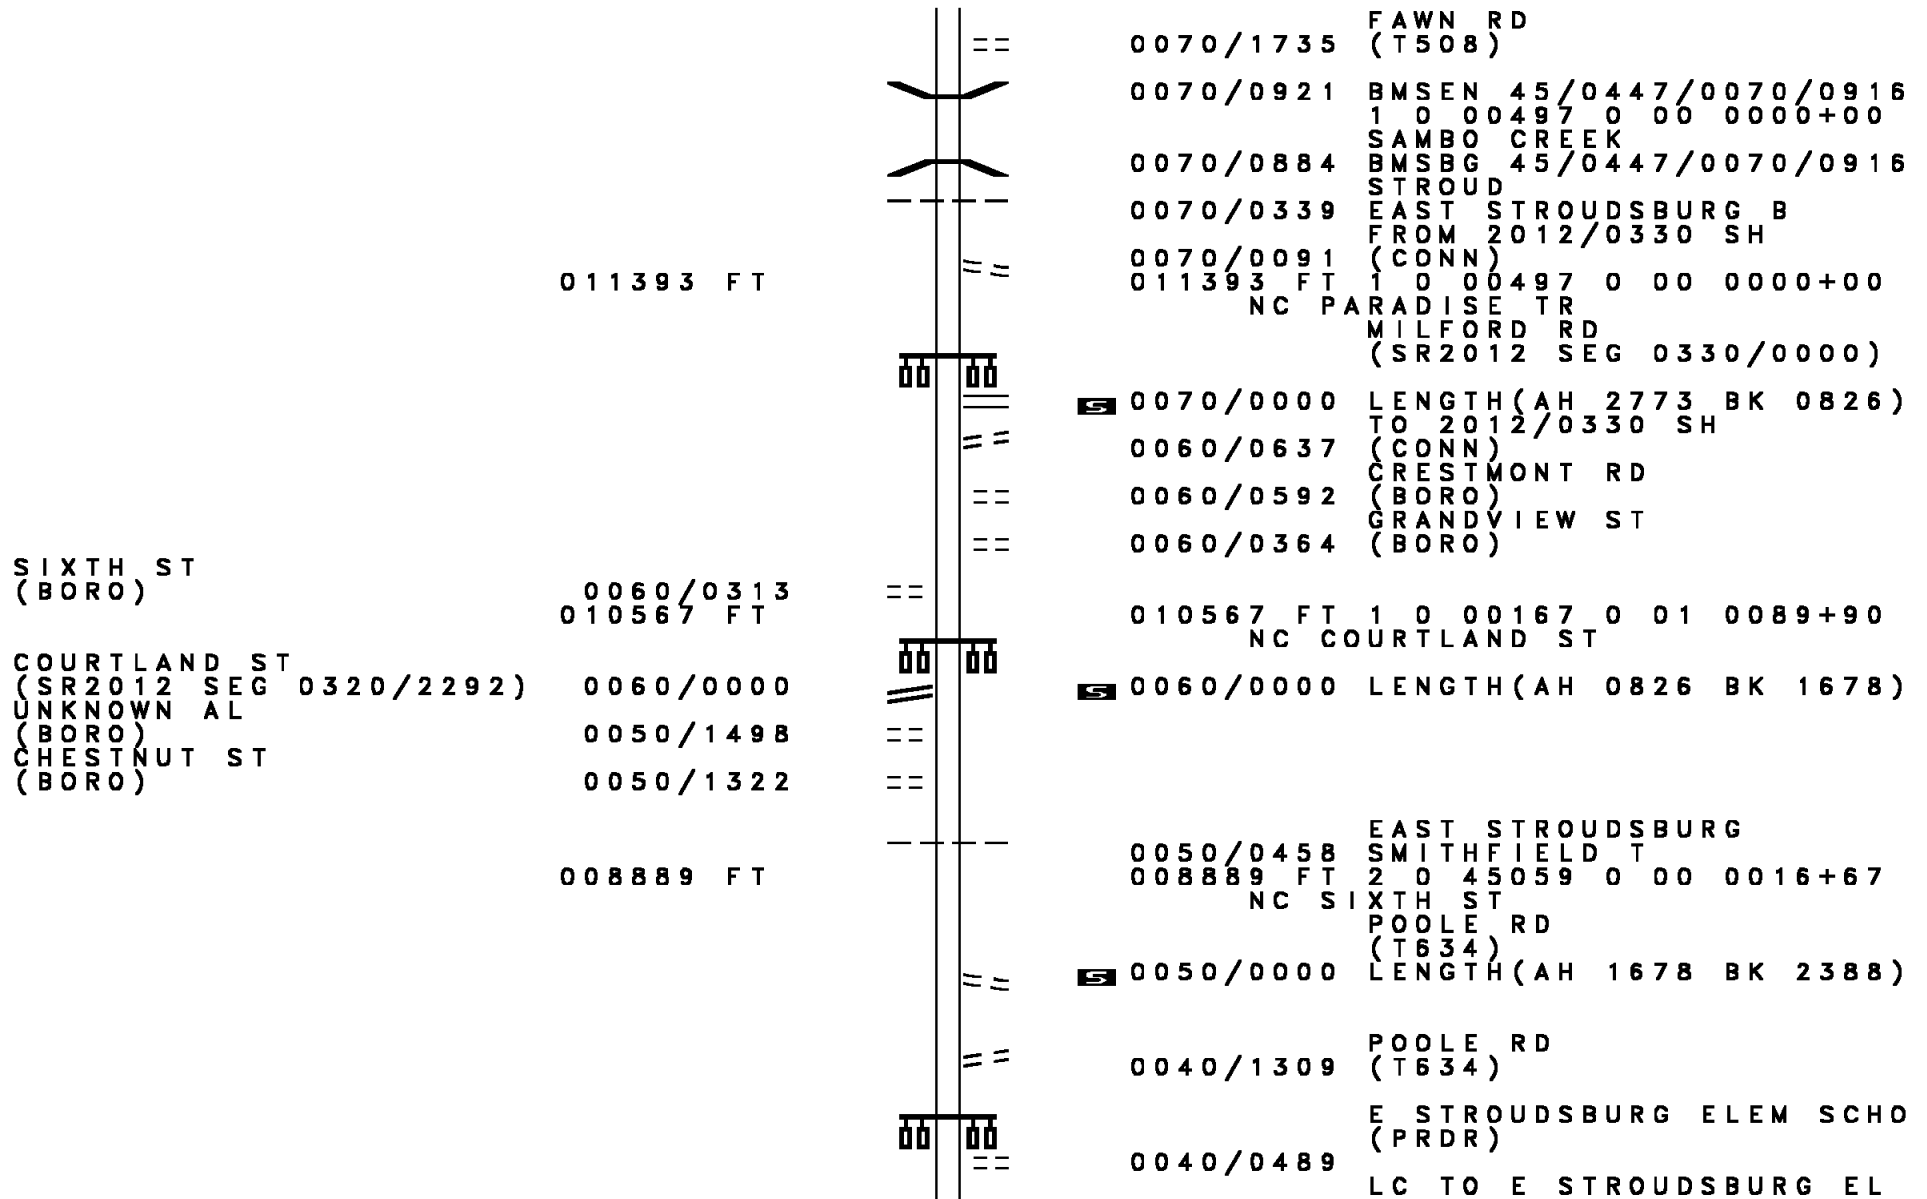 FAWN RD
0070/1735 (T508)
0070/0921 BMSEN 45/0447/0070/0916
1 0 00497 0 00 0000+00
SAMBO CREEK
0070/0884 BMSBG 45/0447/0070/0916
STROUD
0070/0339 EAST STROUDSBURG B
FROM 2012/0330 SH
0070/0091 (CONN)
011393 FT 011393 FT 1 0 00497 0 00 0000+00
NC PARADISE TR
MILFORD RD
(SR2012 SEG 0330/0000)
S 0070/0000 LENGTH(AH 2773 BK 0826)
TO 2012/0330 SH
0060/0637 (CONN)
CRESTMONT RD
0060/0592 (BORO)
GRANDVIEW ST
0060/0364 (BORO)
SIXTH ST
(BORO) 0060/0313
010567 FT 010567 FT 1 0 00167 0 01 0089+90
NC COURTLAND ST
COURTLAND ST
(SR2012 SEG 0320/2292) 0060/0000 S 0060/0000 LENGTH(AH 0826 BK 1678)
UNKNOWN AL
(BORO) 0050/1498
CHESTNUT ST
(BORO) 0050/1322
EAST STROUDSBURG
0050/0458 SMITHFIELD T
008889 FT 008889 FT 2 0 45059 0 00 0016+67
NC SIXTH ST
POOLE RD
(T634)
S 0050/0000 LENGTH(AH 1678 BK 2388)
POOLE RD
0040/1309 (T634)
E STROUDSBURG ELEM SCHO
(PRDR)
0040/0489
LC TO E STROUDSBURG EL